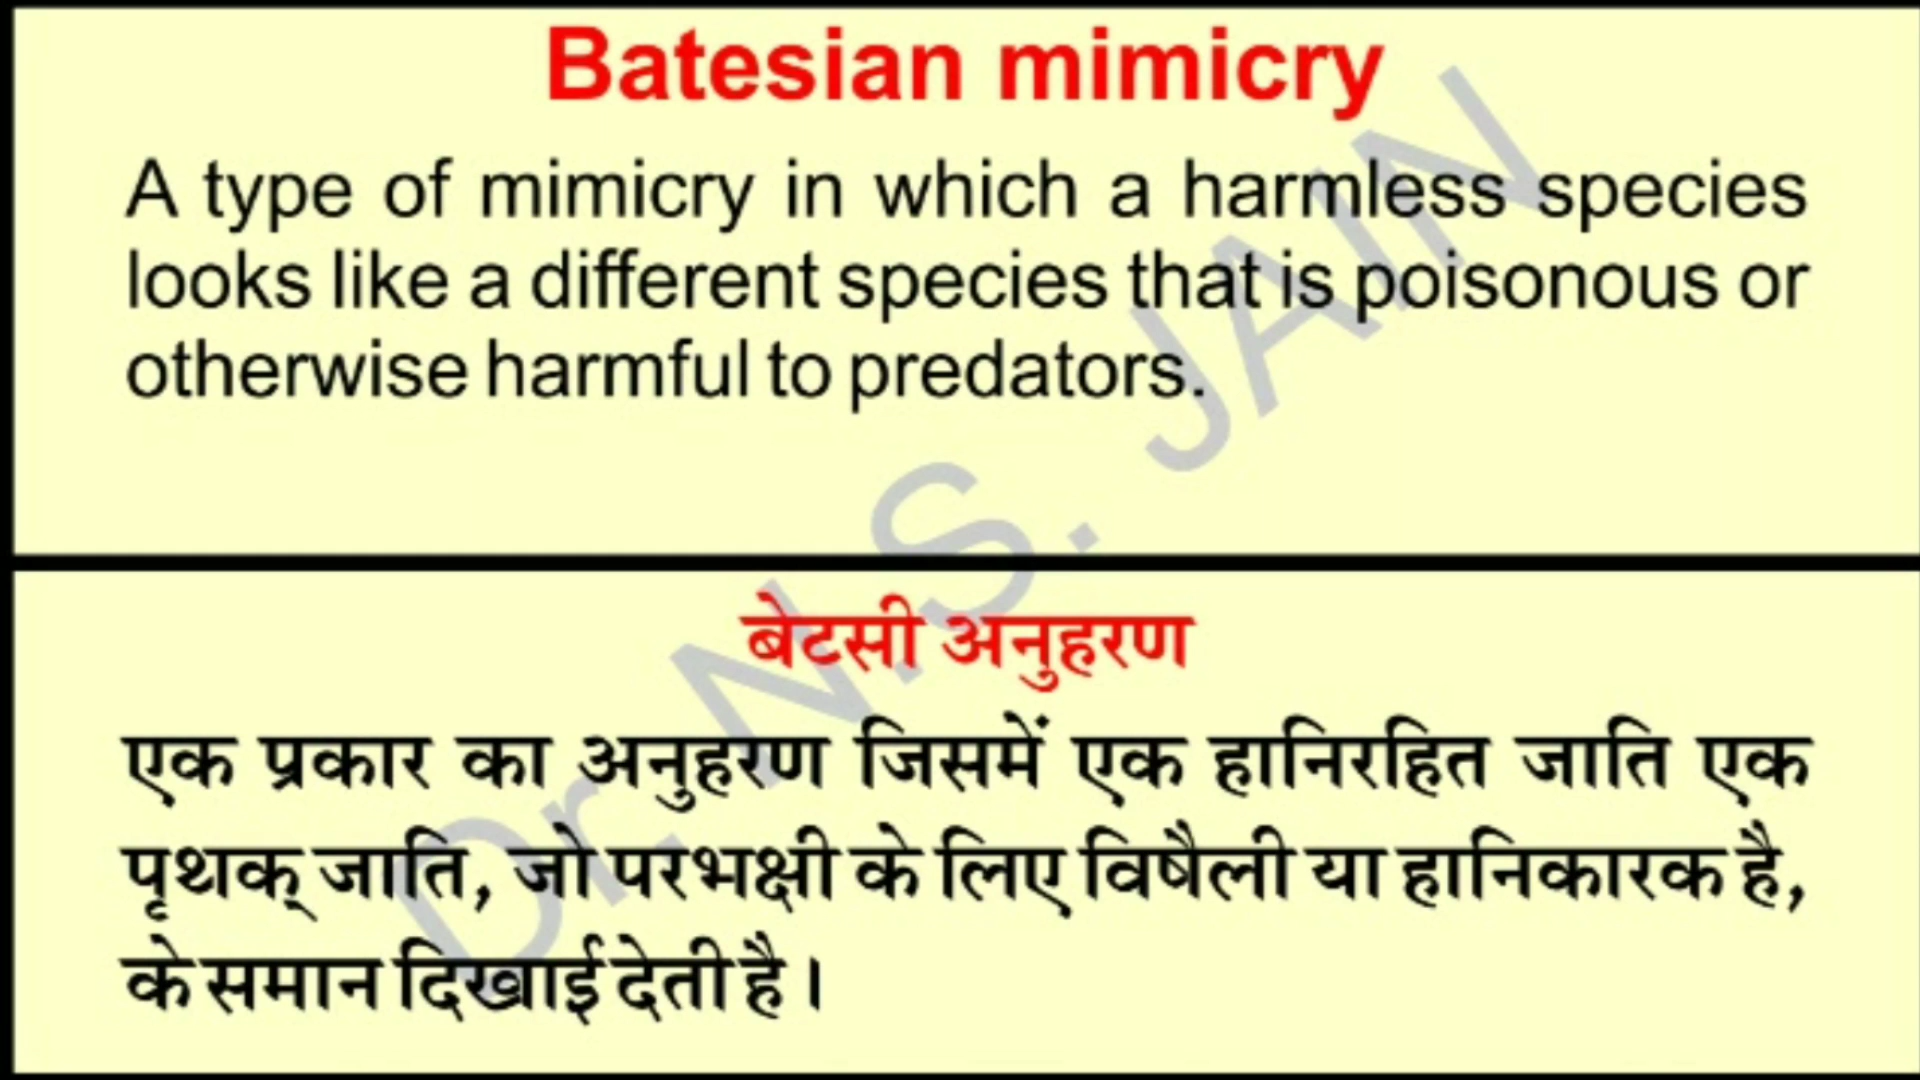 Batesian mimicry
A type of mimicry in which a harmless species
looks like a different species that is poisonous or
otherwise harmful to predators.
बेटसी अनुहरण
एक प्रकार का अनुहरण जिसमें एक हानिरहित जाति एक
पृथक् जाति, जो परभक्षी के लिए विषैली या हानिकारक है,
के समान दिखाई देती है।
Dr. N.S. JAIN